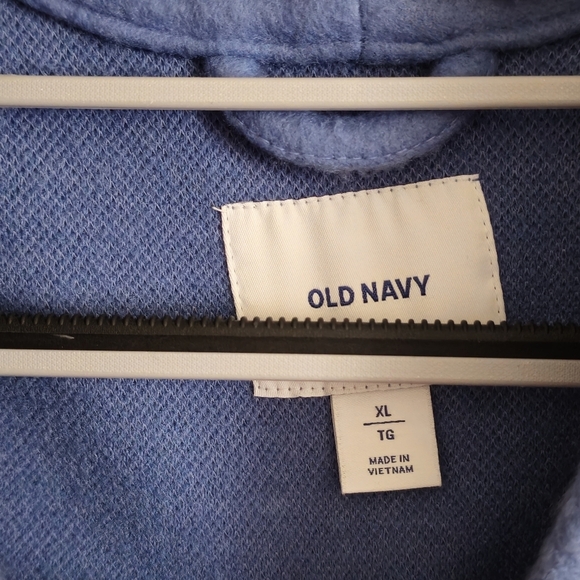 OLD NAVY
XL
TG
MADE IN
VIETNAM